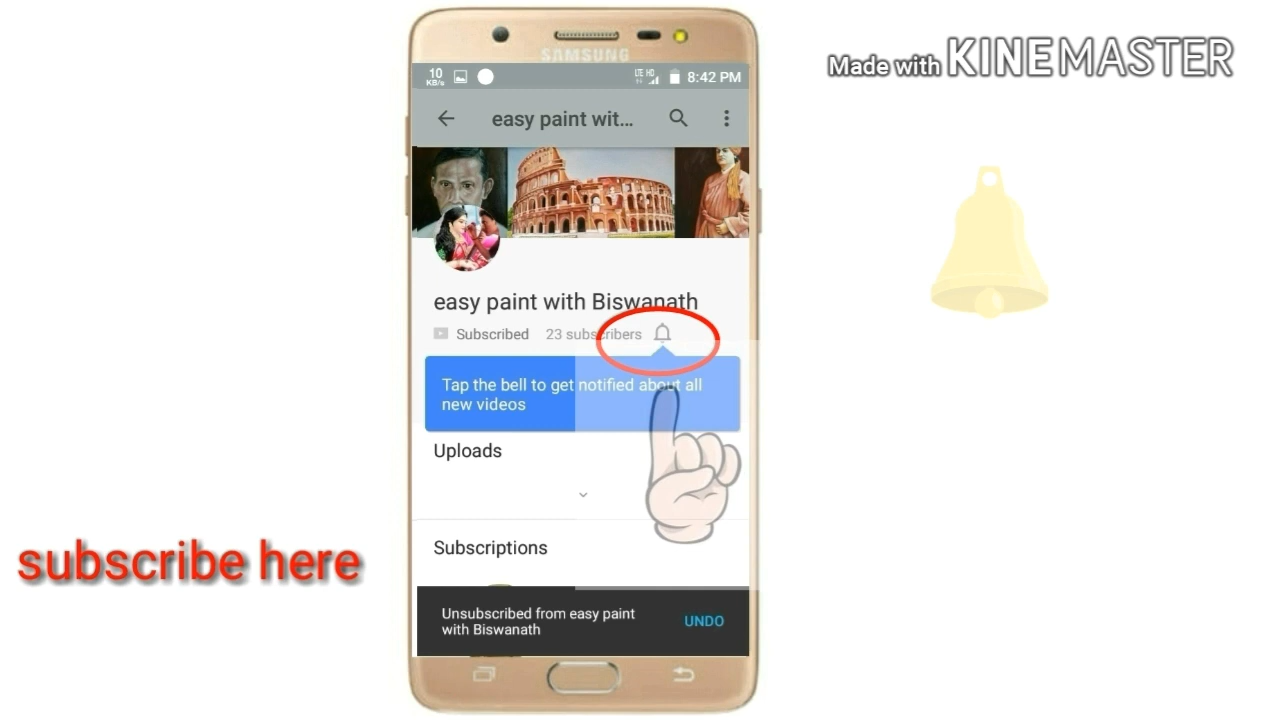 Made with KINEMASTER
SAMSUNG
10
KB/s
LTE HD
8:42 PM
easy paint wit...
easy paint with Biswanath
Subscribed
23 subscribers
Tap the bell to get notified about all
new videos
Uploads
Subscriptions
subscribe here
Unsubscribed from easy paint
with Biswanath
UNDO